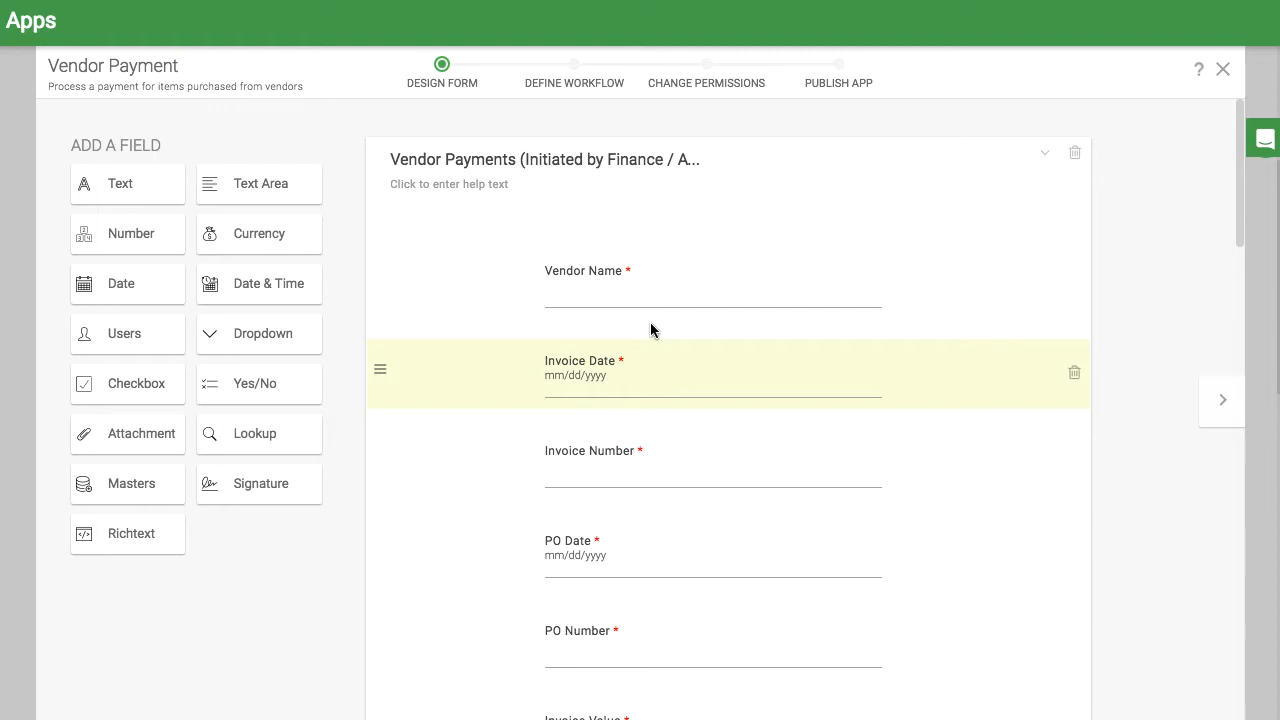 Apps
Vendor Payment
Process a payment for items purchased from vendors
DESIGN FORM
DEFINE WORKFLOW
CHANGE PERMISSIONS
PUBLISH APP
?
ADD A FIELD
Text
Text Area
Number
Currency
Date
Date & Time
Users
Dropdown
Checkbox
Yes/No
Attachment
Lookup
Masters
Signature
Richtext
Vendor Payments (Initiated by Finance / A...
Click to enter help text
Vendor Name *
Invoice Date *
mm/dd/yyyy
Invoice Number *
PO Date *
mm/dd/yyyy
PO Number *
Invoice Value *